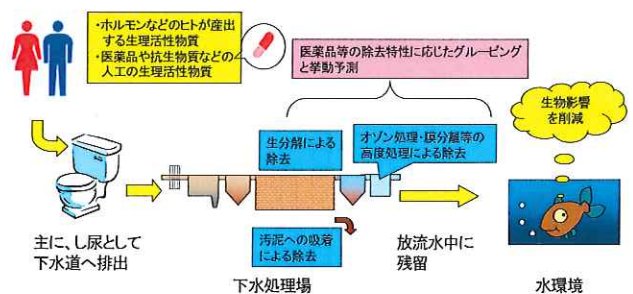 ・ホルモンなどのヒトが産出
する生理活性物質
・医薬品や抗生物質などの
人工の生理活性物質
医薬品等の除去特性に応じたグルーピング
と挙動予測
生物影響
を削減
生分解による
除去
オゾン処理・膜分離等の
高度処理による除去
主に、し尿として
下水道へ排出
汚泥への吸着
による除去
放流水中に
残留
下水処理場
水環境